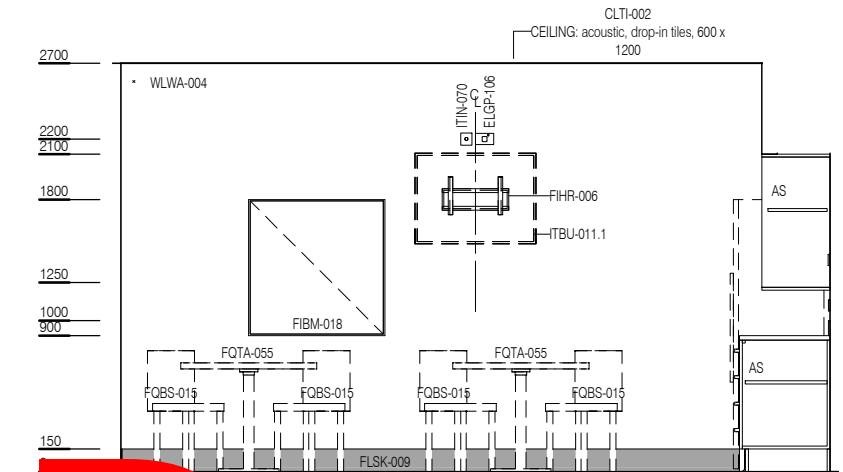 CLTI-002
CEILING: acoustic, drop-in tiles, 600 x
1200
2700
WLWA-004
ITIN-070
CL
ELGP-106
2200
2100
1800
AS
FIHR-006
ITBU-011.1
1250
1000
FIBM-018
900
FQTA-055
FQTA-055
AS
FQBS-015
FQBS-015
FQBS-015
FQBS-015
150
FLSK-009